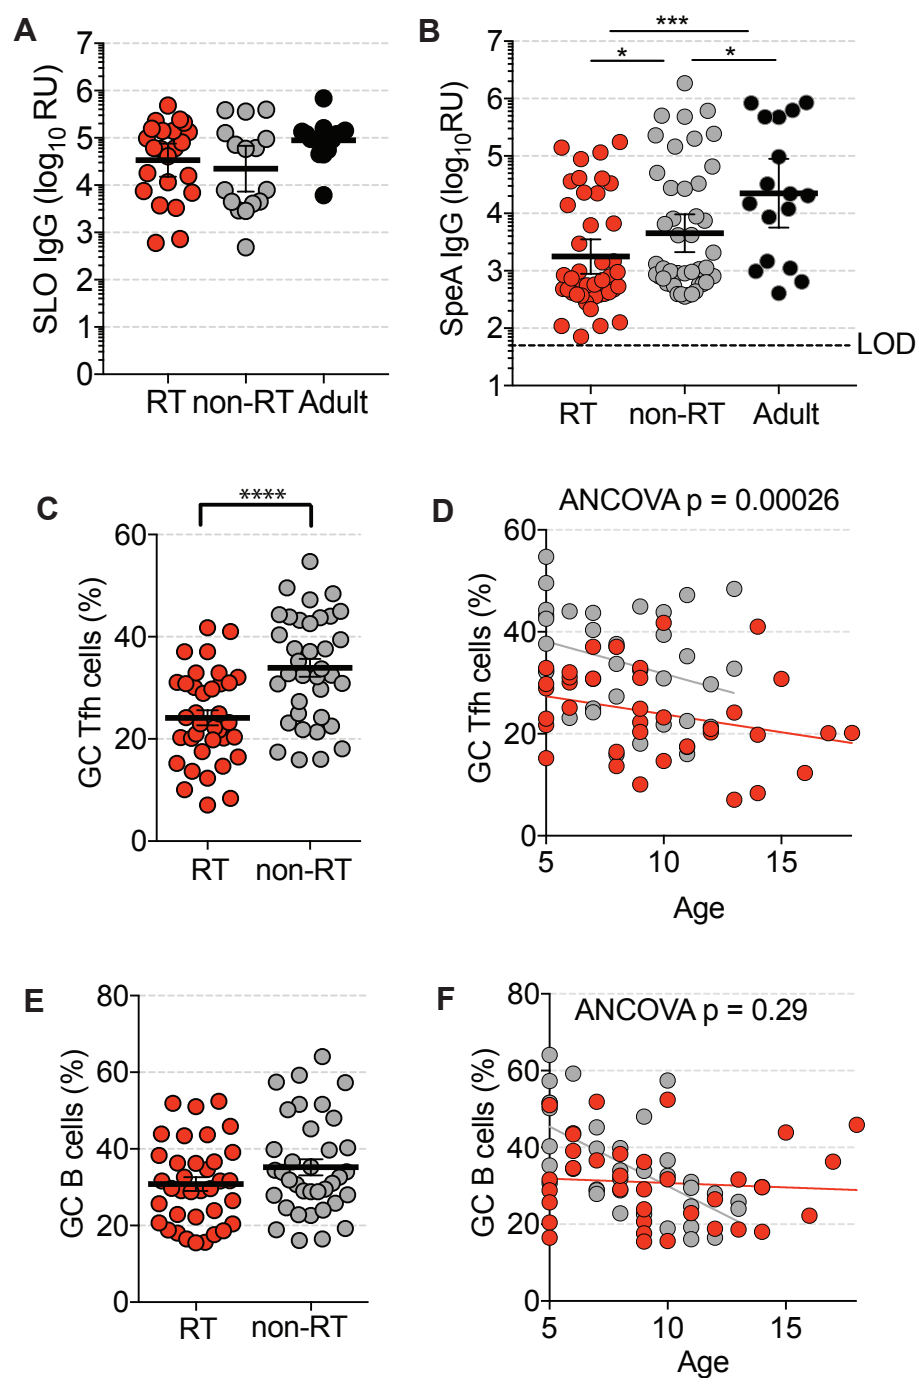 A
SLO IgG (log10 RU)
7
6
5
4
3
2
1
0
RT non-RT Adult
B
SpeA IgG (log10RU)
***
* *
7
6
5
4
3
2
1
LOD
RT non-RT Adult
C
GC Tfh cells (%)
****
60
40
20
0
RT non-RT
D
ANCOVA p = 0.00026
GC Tfh cells (%)
60
40
20
0
5 10 15
Age
E
GC B cells (%)
80
60
40
20
0
RT non-RT
F
ANCOVA p = 0.29
GC B cells (%)
80
60
40
20
0
5 10 15
Age